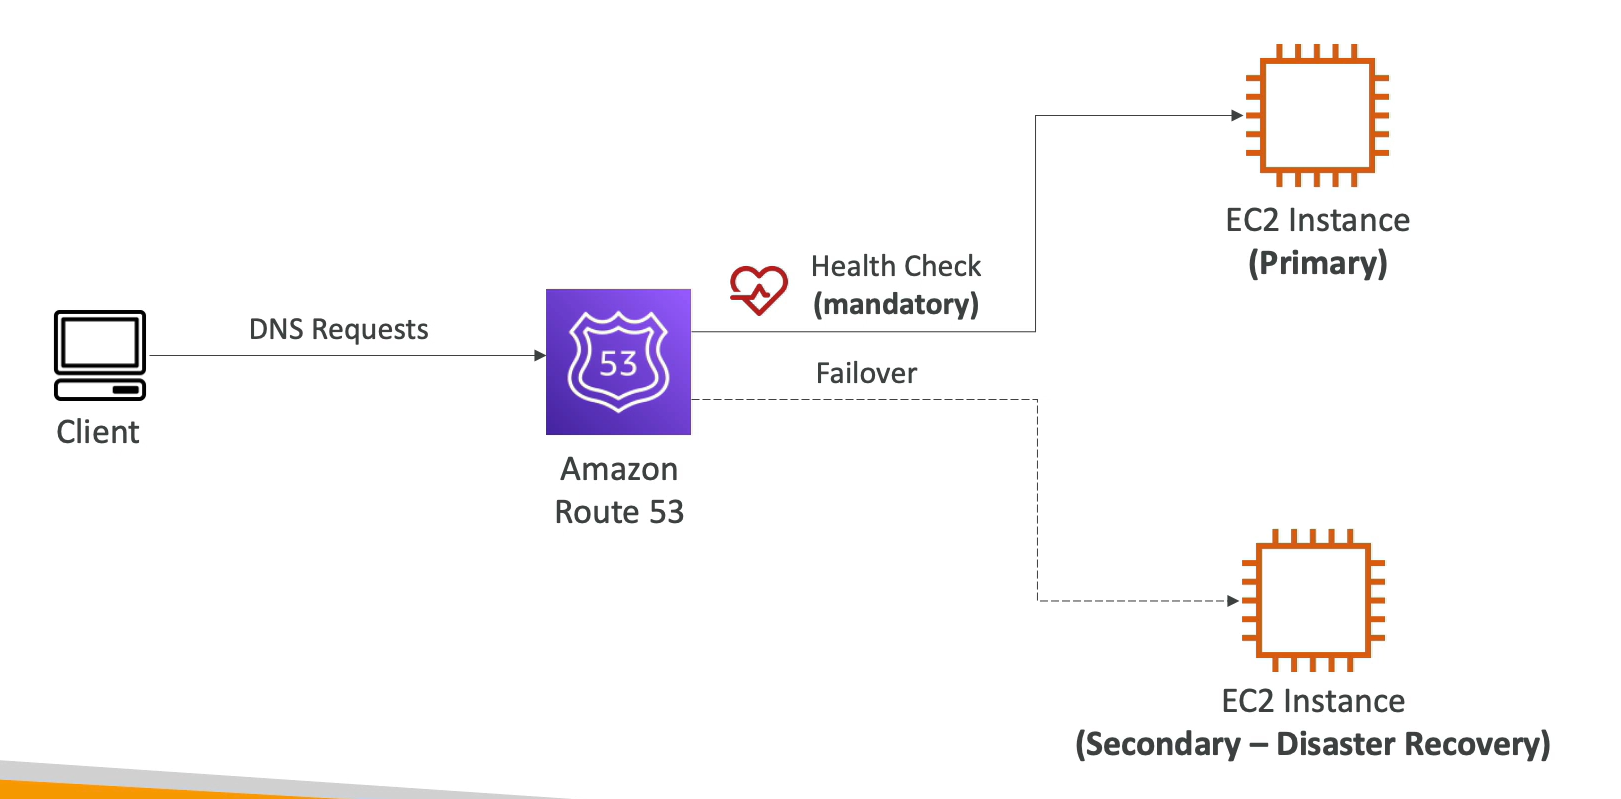 EC2 Instance
(Primary)
Health Check
(mandatory)
DNS Requests
53
Failover
Client
Amazon
Route 53
EC2 Instance
(Secondary – Disaster Recovery)